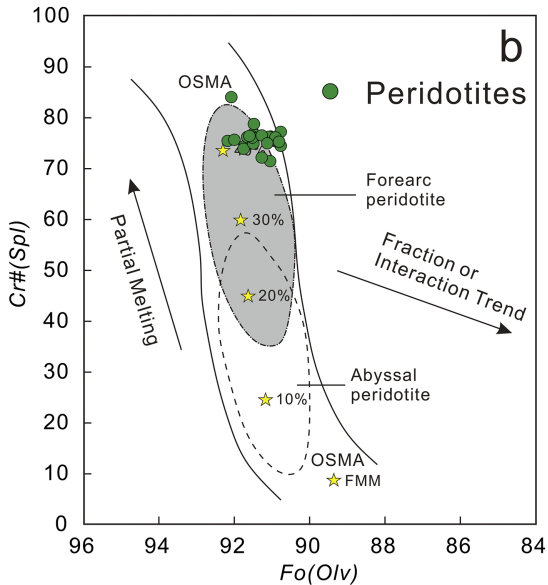 b
Peridotites
OSMA
Forearc
peridotite
30%
Partial Melting
Fraction or
Interaction Trend
20%
Abyssal
peridotite
10%
OSMA
FMM
Cr#(Spl)
100
90
80
70
60
50
40
30
20
10
0
96
94
92
90
88
86
84
Fo(Olv)